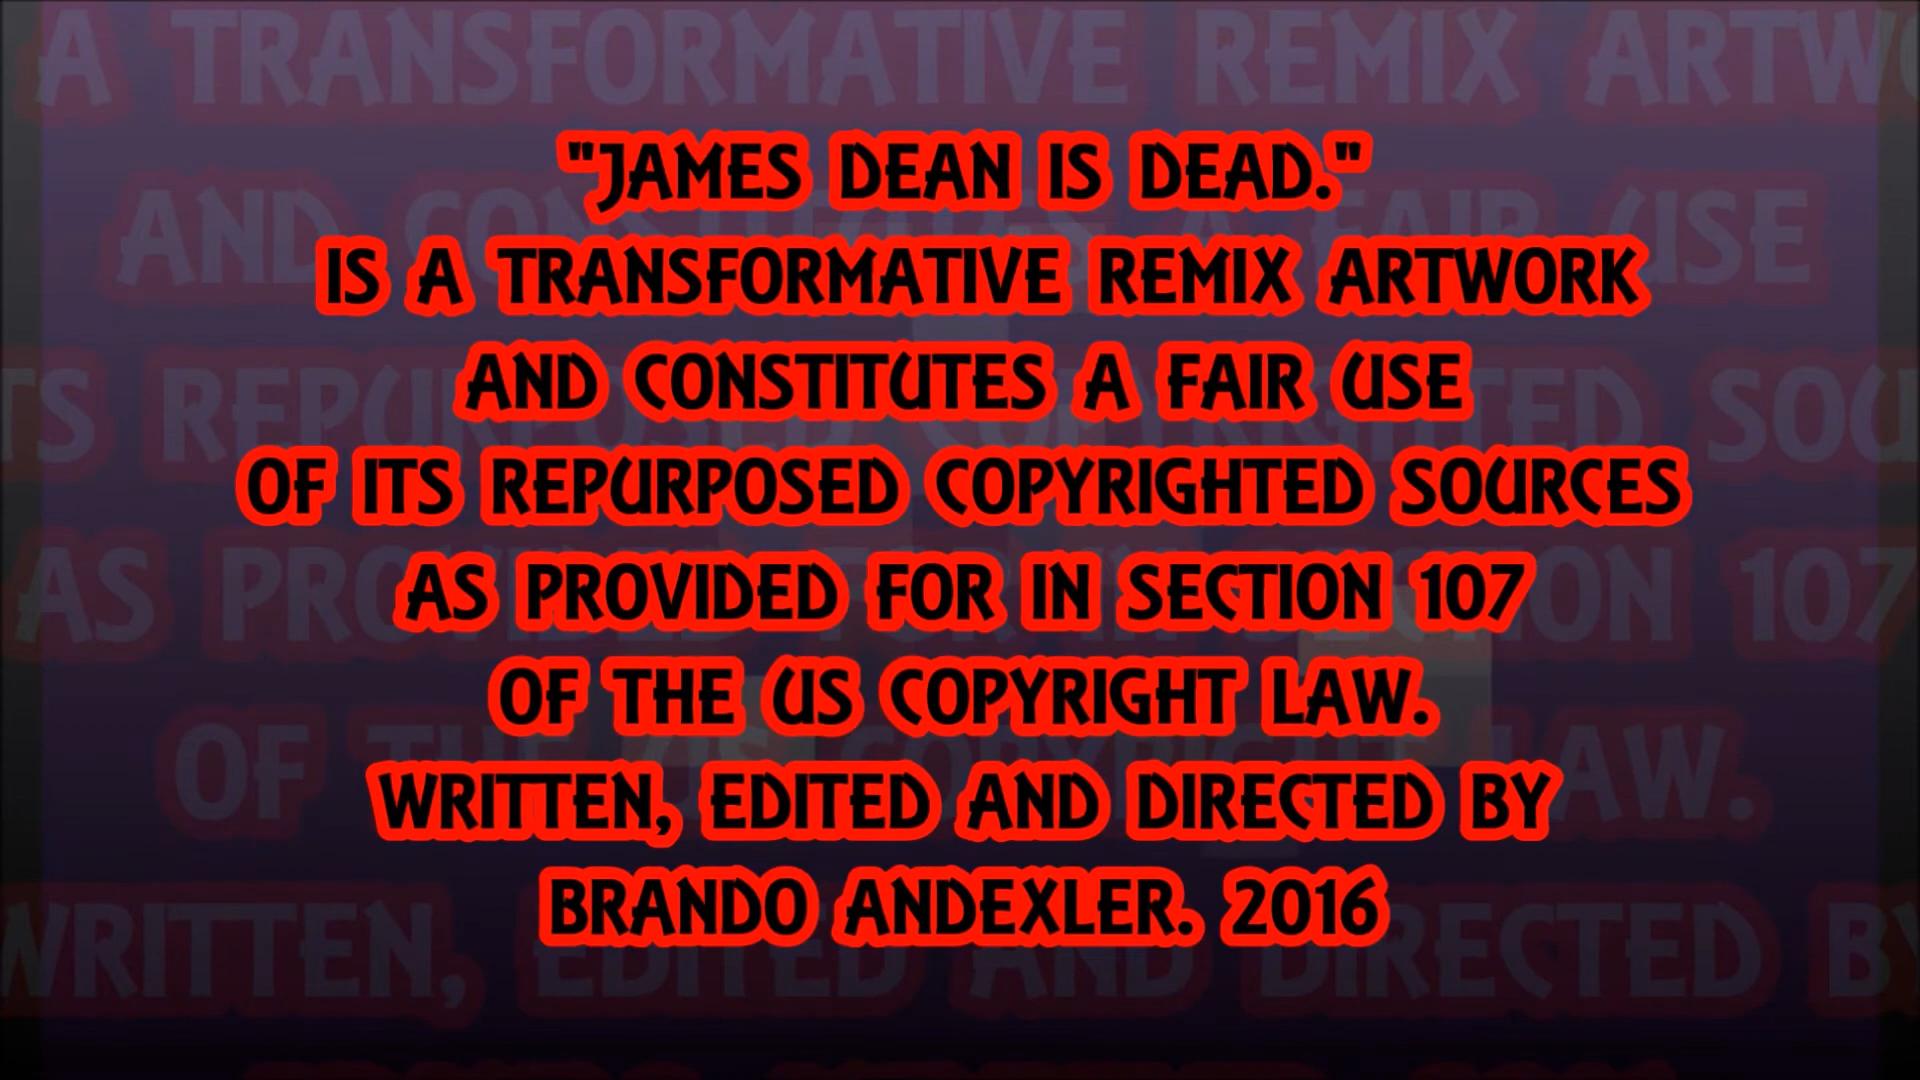 "JAMES DEAN IS DEAD."
IS A TRANSFORMATIVE REMIX ARTWORK
AND CONSTITUTES A FAIR USE
OF ITS REPURPOSED COPYRIGHTED SOURCES
AS PROVIDED FOR IN SECTION 107
OF THE US COPYRIGHT LAW.
WRITTEN, EDITED AND DIRECTED BY
BRANDO ANDEXLER. 2016